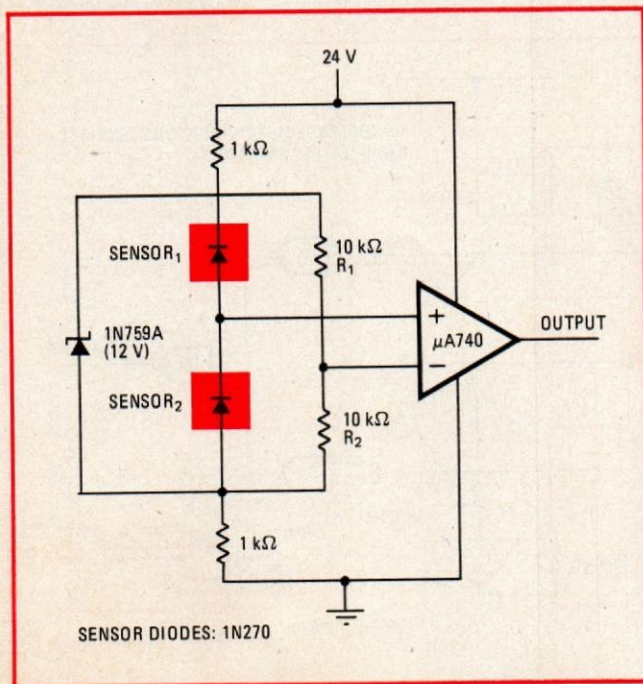 24 V
1 kΩ
SENSOR₁
10 kΩ
R₁
1N759A
(12 V)
+
μA740
−
OUTPUT
SENSOR₂
10 kΩ
R₂
1 kΩ
SENSOR DIODES: 1N270